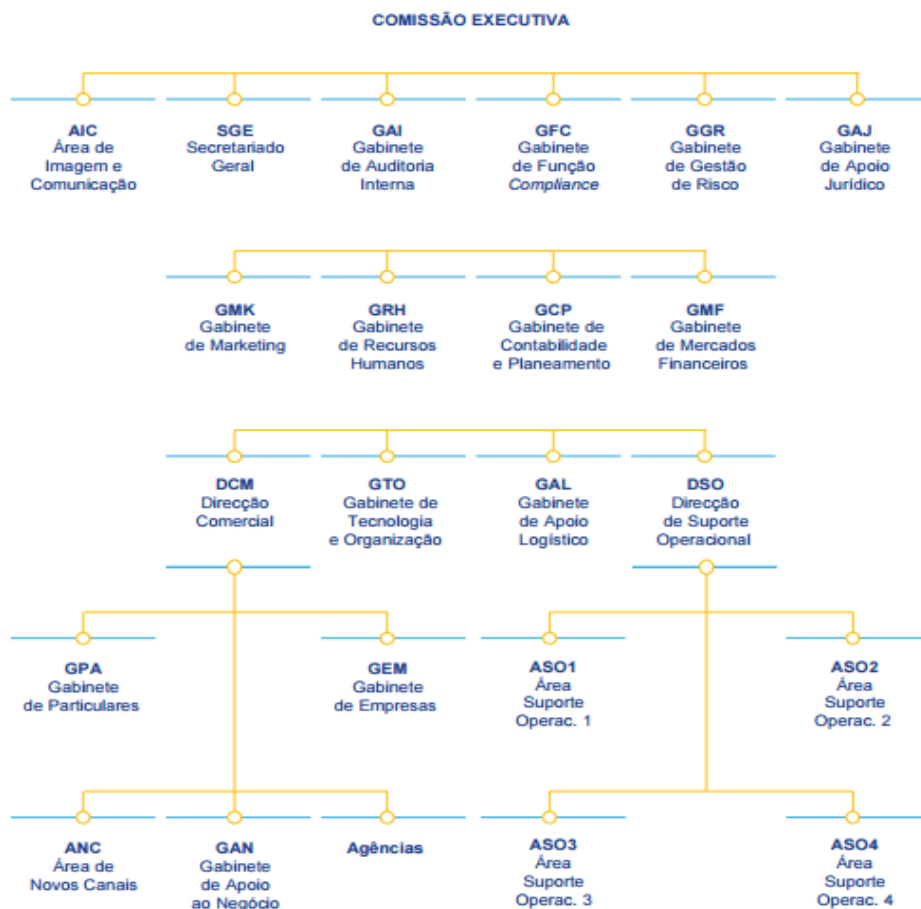 COMISSÃO EXECUTIVA
AIC
Área de
Imagem e
Comunicação
SGE
Secretariado
Geral
GAI
Gabinete
de Auditoria
Interna
GFC
Gabinete
de Função
Compliance
GGR
Gabinete
de Gestão
de Risco
GAJ
Gabinete
de Apoio
Jurídico
GMK
Gabinete
de Marketing
GRH
Gabinete
de Recursos
Humanos
GCP
Gabinete de
Contabilidade
e Planeamento
GMF
Gabinete
de Mercados
Financeiros
DCM
Direcção
Comercial
GTO
Gabinete de
Tecnologia
e Organização
GAL
Gabinete
de Apoio
Logístico
DSO
Direcção
de Suporte
Operacional
GPA
Gabinete
de Particulares
GEM
Gabinete
de Empresas
ASO1
Área
Suporte
Operac. 1
ASO2
Área
Suporte
Operac. 2
ANC
Área de
Novos Canais
GAN
Gabinete
de Apoio
ao Negócio
Agências
ASO3
Área
Suporte
Operac. 3
ASO4
Área
Suporte
Operac. 4